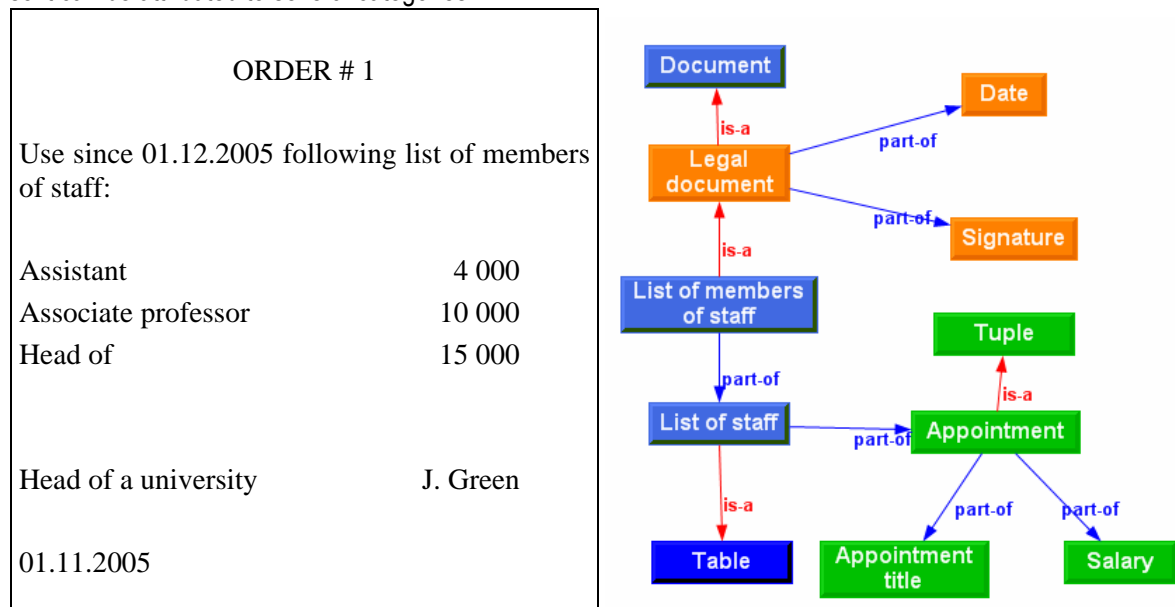 ORDER # 1
Use since 01.12.2005 following list of members
of staff:
Assistant 4 000
Associate professor 10 000
Head of 15 000
Head of a university J. Green
01.11.2005
Document
Date
is-a
part-of
Legal
document
part-of
Signature
is-a
List of members
of staff
Tuple
part-of
is-a
List of staff
part-of
Appointment
is-a
part-of
part-of
Table
Appointment
title
Salary